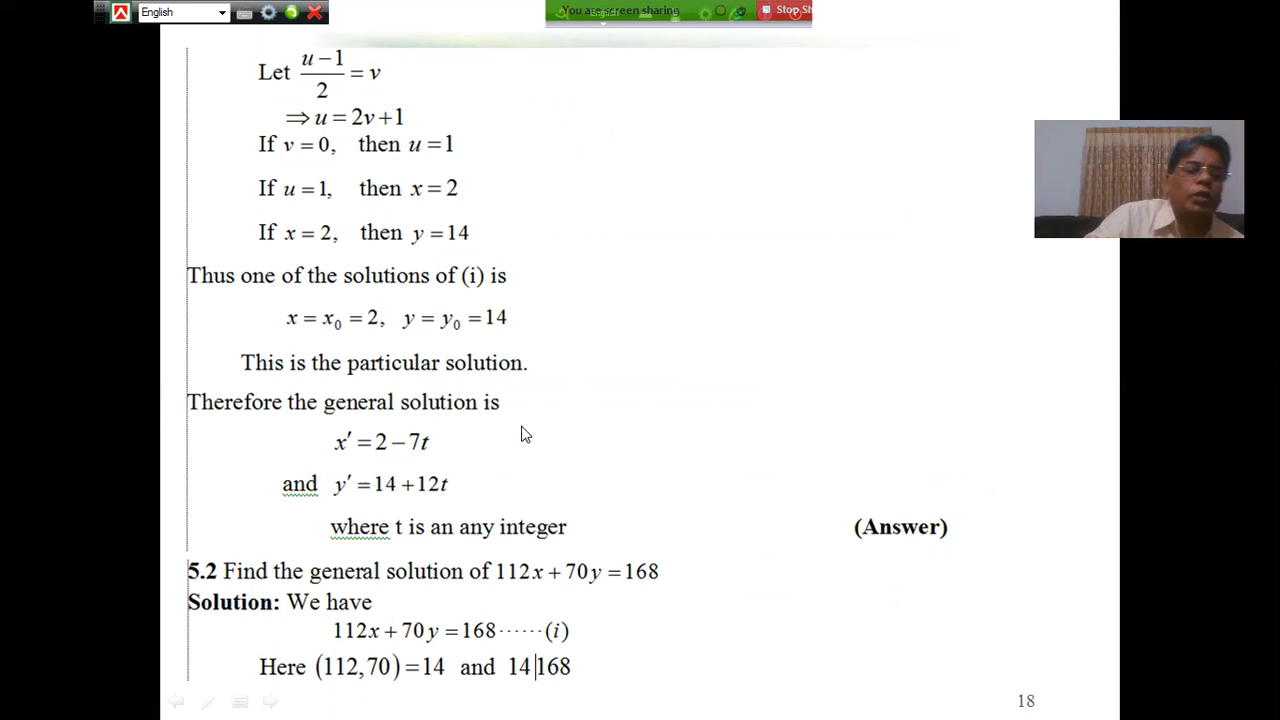 English
You are screen sharing
Stop Sh
Let (u − 1)/2 = v
⇒ u = 2v + 1
If v = 0, then u = 1
If u = 1, then x = 2
If x = 2, then y = 14
Thus one of the solutions of (i) is
x = x₀ = 2, y = y₀ = 14
This is the particular solution.
Therefore the general solution is
x′ = 2 − 7t
and y′ = 14 + 12t
where t is an any integer (Answer)
5.2 Find the general solution of 112x + 70y = 168
Solution: We have
112x + 70y = 168 ⋯⋯ (i)
Here (112, 70) = 14 and 14|168
18